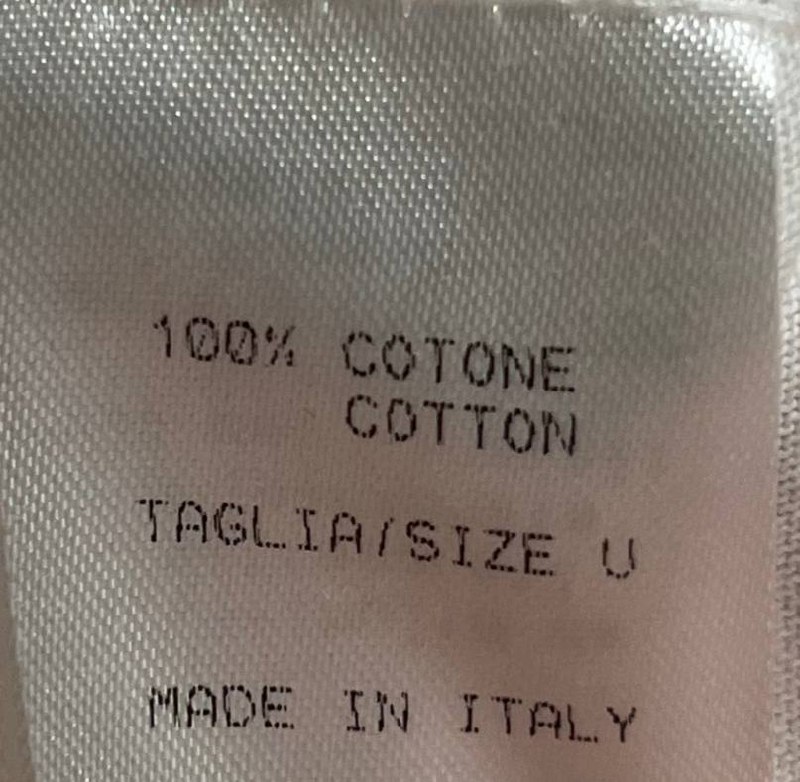 100% COTONE
COTTON
TAGLIA/SIZE U
MADE IN ITALY